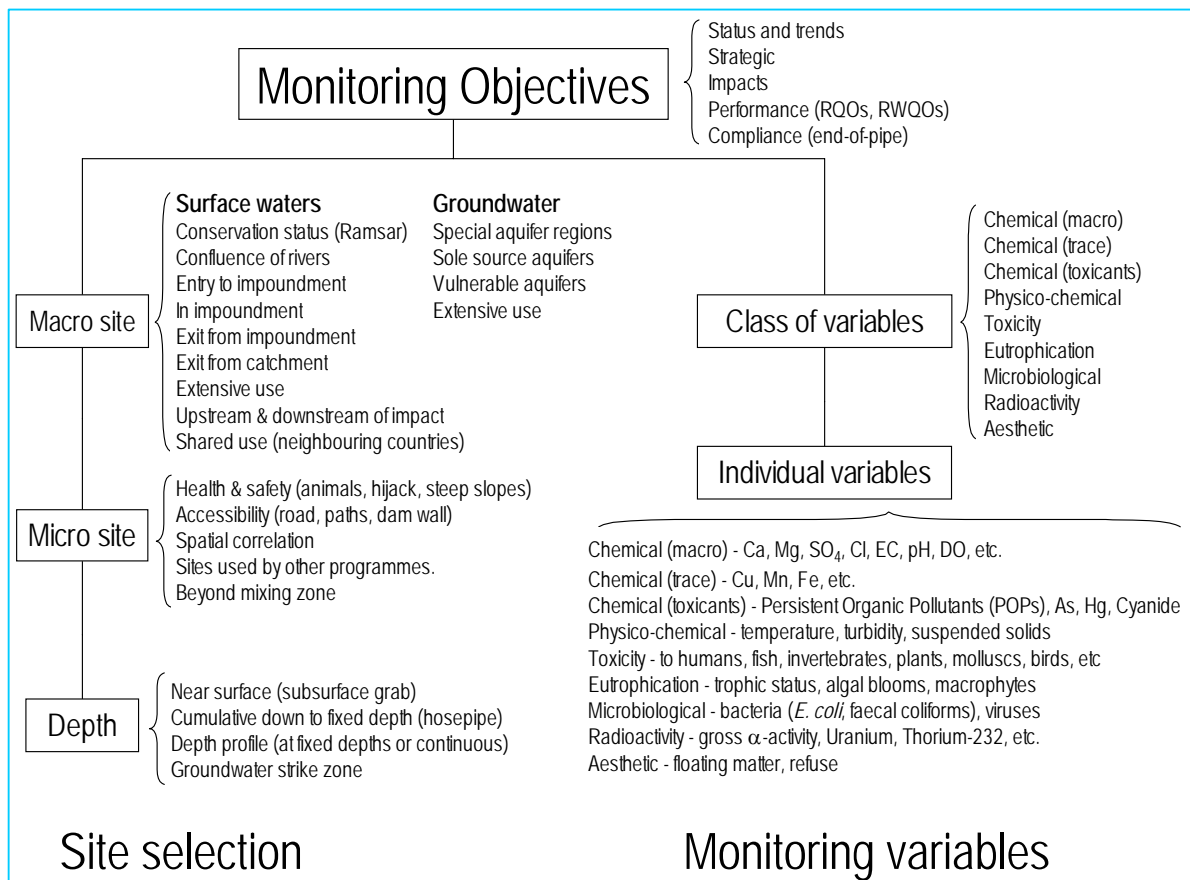 Monitoring Objectives
Status and trends
Strategic
Impacts
Performance (RQOs, RWQOs)
Compliance (end-of-pipe)
Macro site
Surface waters
Conservation status (Ramsar)
Confluence of rivers
Entry to impoundment
In impoundment
Exit from impoundment
Exit from catchment
Extensive use
Upstream & downstream of impact
Shared use (neighbouring countries)
Groundwater
Special aquifer regions
Sole source aquifers
Vulnerable aquifers
Extensive use
Micro site
Health & safety (animals, hijack, steep slopes)
Accessibility (road, paths, dam wall)
Spatial correlation
Sites used by other programmes.
Beyond mixing zone
Depth
Near surface (subsurface grab)
Cumulative down to fixed depth (hosepipe)
Depth profile (at fixed depths or continuous)
Groundwater strike zone
Site selection
Class of variables
Chemical (macro)
Chemical (trace)
Chemical (toxicants)
Physico-chemical
Toxicity
Eutrophication
Microbiological
Radioactivity
Aesthetic
Individual variables
Chemical (macro) - Ca, Mg, SO₄, Cl, EC, pH, DO, etc.
Chemical (trace) - Cu, Mn, Fe, etc.
Chemical (toxicants) - Persistent Organic Pollutants (POPs), As, Hg, Cyanide
Physico-chemical - temperature, turbidity, suspended solids
Toxicity - to humans, fish, invertebrates, plants, molluscs, birds, etc
Eutrophication - trophic status, algal blooms, macrophytes
Microbiological - bacteria (E. coli, faecal coliforms), viruses
Radioactivity - gross α-activity, Uranium, Thorium-232, etc.
Aesthetic - floating matter, refuse
Monitoring variables